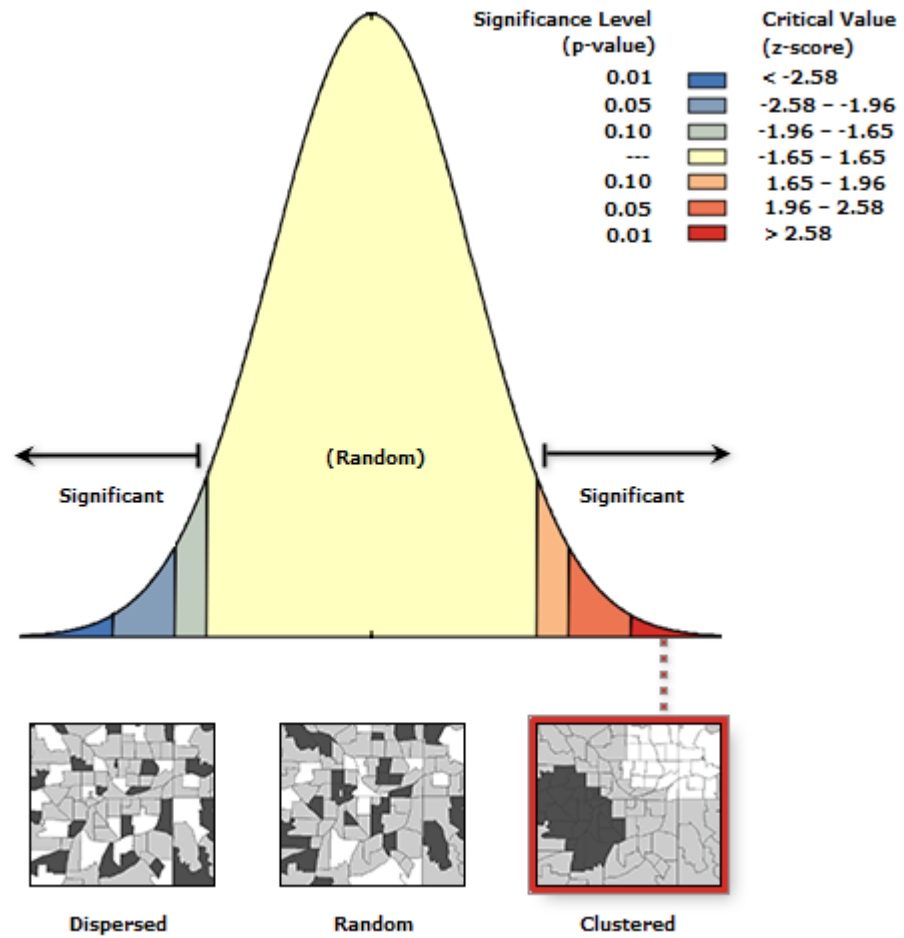 Significance Level Critical Value
(p-value) (z-score)
0.01 < -2.58
0.05 -2.58 – -1.96
0.10 -1.96 – -1.65
--- -1.65 – 1.65
0.10 1.65 – 1.96
0.05 1.96 – 2.58
0.01 > 2.58
(Random)
Significant Significant
Dispersed Random Clustered